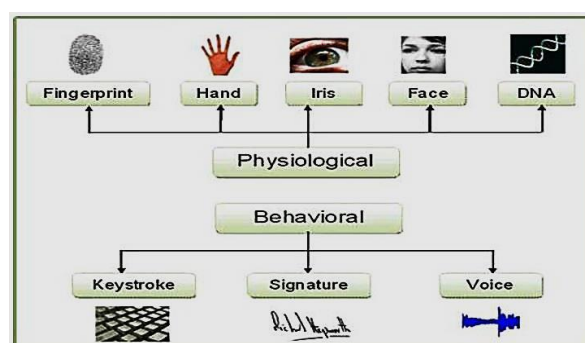 Fingerprint Hand Iris Face DNA
Physiological
Behavioral
Keystroke Signature Voice